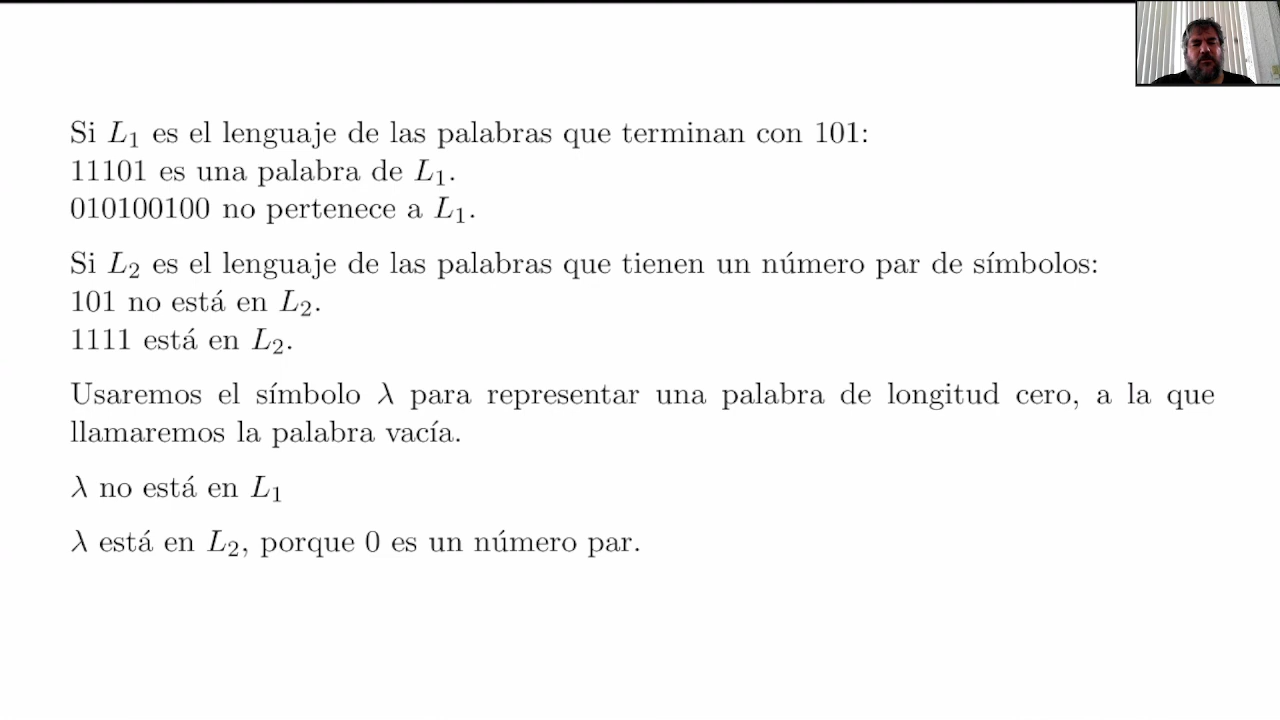 Si L₁ es el lenguaje de las palabras que terminan con 101:
11101 es una palabra de L₁.
010100100 no pertenece a L₁.
Si L₂ es el lenguaje de las palabras que tienen un número par de símbolos:
101 no está en L₂.
1111 está en L₂.
Usaremos el símbolo λ para representar una palabra de longitud cero, a la que
llamaremos la palabra vacía.
λ no está en L₁
λ está en L₂, porque 0 es un número par.